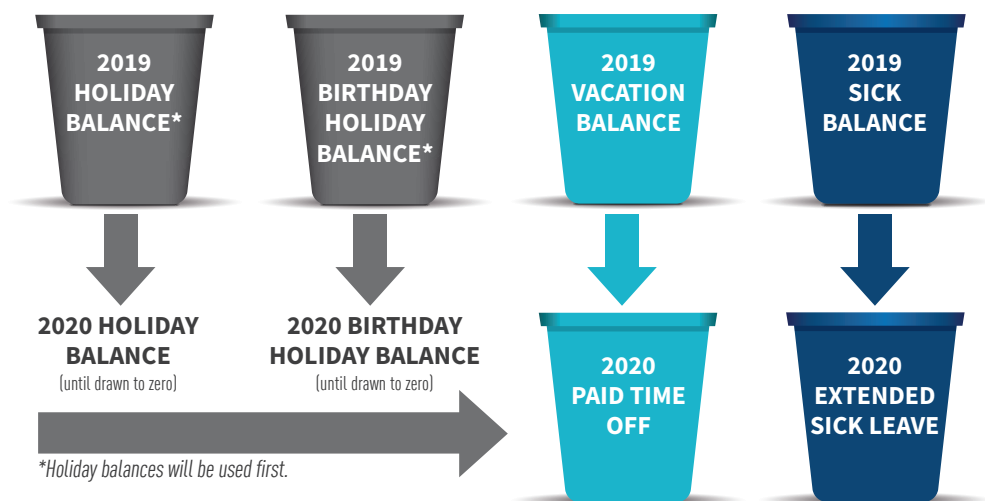 2019
HOLIDAY
BALANCE*
2019
BIRTHDAY
HOLIDAY
BALANCE*
2019
VACATION
BALANCE
2019
SICK
BALANCE
2020 HOLIDAY
BALANCE
(until drawn to zero)
2020 BIRTHDAY
HOLIDAY BALANCE
(until drawn to zero)
2020
PAID TIME
OFF
2020
EXTENDED
SICK LEAVE
*Holiday balances will be used first.